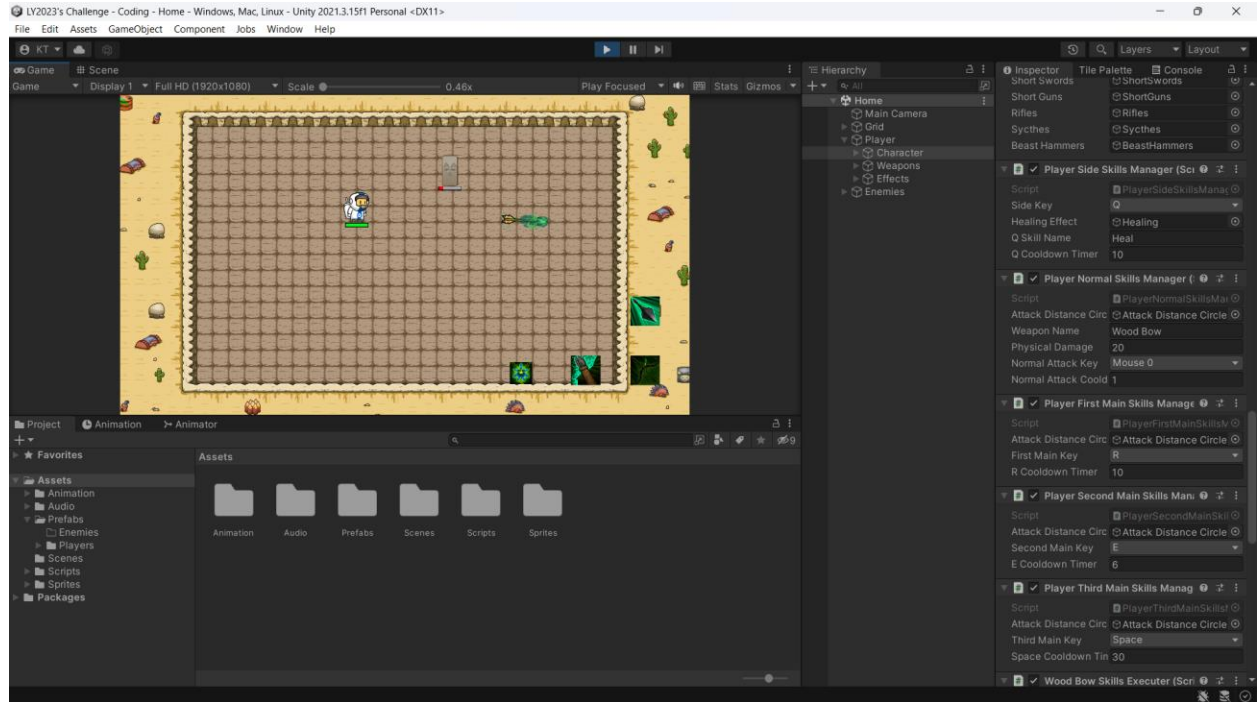 LY2023's Challenge - Coding - Home - Windows, Mac, Linux - Unity 2021.3.15f1 Personal <DX11>
File Edit Assets GameObject Component Jobs Window Help
KT
Layers Layout
Game Scene
Game Display 1 Full HD (1920x1080) Scale 0.46x Play Focused Stats Gizmos
Hierarchy
All
Home
Main Camera
Grid
Player
Character
Weapons
Effects
Enemies
Inspector Tile Palette Console
Short Swords ShortSwords
Short Guns ShortGuns
Rifles Rifles
Sycthes Sycthes
Beast Hammers BeastHammers
Player Side Skills Manager (Scr
Script PlayerSideSkillsManag
Side Key Q
Healing Effect Healing
Q Skill Name Heal
Q Cooldown Timer 10
Player Normal Skills Manager (
Script PlayerNormalSkillsMa
Attack Distance Circ Attack Distance Circle
Weapon Name Wood Bow
Physical Damage 20
Normal Attack Key Mouse 0
Normal Attack Coold 1
Player First Main Skills Manage
Script PlayerFirstMainSkills
Attack Distance Circ Attack Distance Circle
First Main Key R
R Cooldown Timer 10
Player Second Main Skills Man
Script PlayerSecondMainSkil
Attack Distance Circ Attack Distance Circle
Second Main Key E
E Cooldown Timer 6
Player Third Main Skills Manag
Script PlayerThirdMainSkills
Attack Distance Circ Attack Distance Circle
Third Main Key Space
Space Cooldown Tin 30
Wood Bow Skills Executer (Scri
Project Animation Animator
9
Favorites
Assets
Animation
Audio
Prefabs
Enemies
Players
Scenes
Scripts
Sprites
Packages
Assets
Animation Audio Prefabs Scenes Scripts Sprites